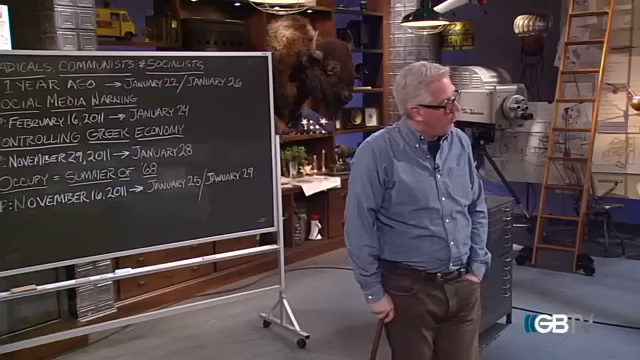 ADICALS, COMMUNISTS & SOCIALISTS
1 YEAR AGO → JANUARY 22/JANUARY 26
SOCIAL MEDIA WARNING
P: FEBRUARY 16, 2011 → JANUARY 24
ONTROLLING GREEK ECONOMY
P: NOVEMBER 29, 2011 → JANUARY 28
OCCUPY = SUMMER OF '68
P: NOVEMBER 16, 2011 → JANUARY 25/JANUARY 29
GBTV